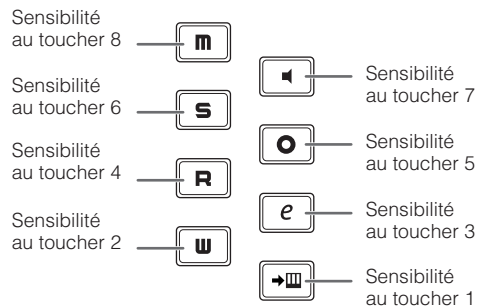 Sensibilité
au toucher 8
m
Sensibilité
au toucher 7
Sensibilité
au toucher 6
S
O
Sensibilité
au toucher 5
Sensibilité
au toucher 4
R
e
Sensibilité
au toucher 3
Sensibilité
au toucher 2
W
Sensibilité
au toucher 1